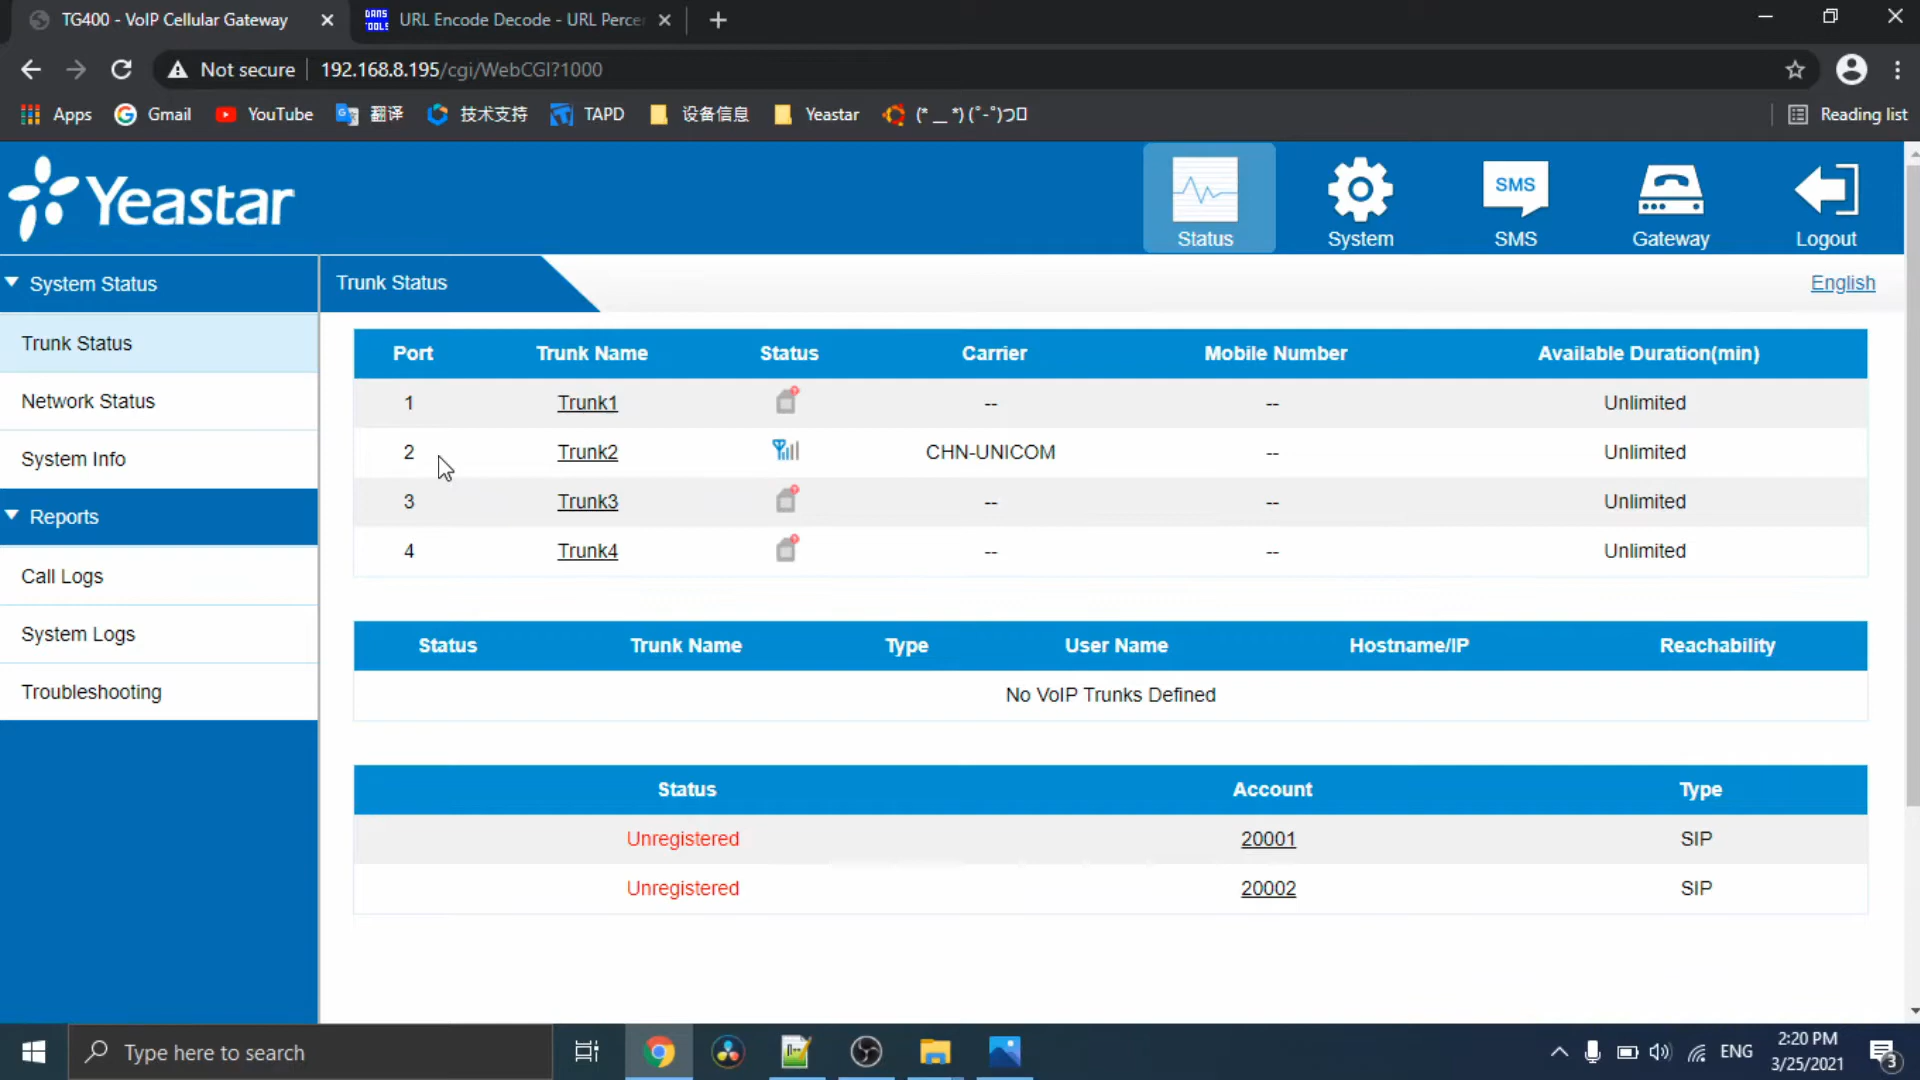 TG400 - VoIP Cellular Gateway
URL Encode Decode - URL Perce
Not secure
192.168.8.195/cgi/WebCGI?1000
Apps
Gmail
YouTube
翻译
技术支持
TAPD
设备信息
Yeastar
Reading list
Yeastar
Status
System
SMS
SMS
Gateway
Logout
System Status
Trunk Status
Network Status
System Info
Reports
Call Logs
System Logs
Troubleshooting
Trunk Status
English
Port Trunk Name Status Carrier Mobile Number Available Duration(min)
1 Trunk1 -- -- Unlimited
2 Trunk2 CHN-UNICOM -- Unlimited
3 Trunk3 -- -- Unlimited
4 Trunk4 -- -- Unlimited
Status Trunk Name Type User Name Hostname/IP Reachability
No VoIP Trunks Defined
Status Account Type
Unregistered 20001 SIP
Unregistered 20002 SIP
Type here to search
ENG
2:20 PM
3/25/2021
3